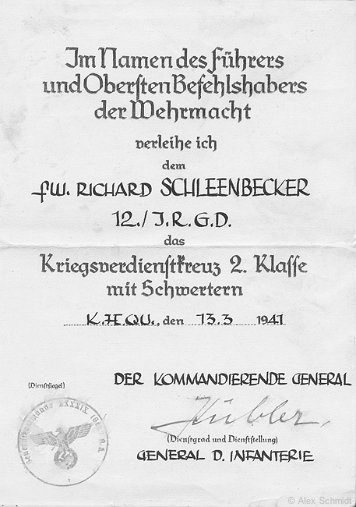 Im Namen des Führers
und Obersten Befehlshabers
der Wehrmacht
verleihe ich
dem
FW. RICHARD SCHLEENBECKER
12./J.R.G.D.
das
Kriegsverdienstkreuz 2. Klasse
mit Schwertern
K.H.QU., den 13.3 1941
(Dienstsiegel)
DER KOMMANDIERENDE GENERAL
(Dienstgrad und Dienststellung)
GENERAL D. INFANTERIE
© Alex Schmidt